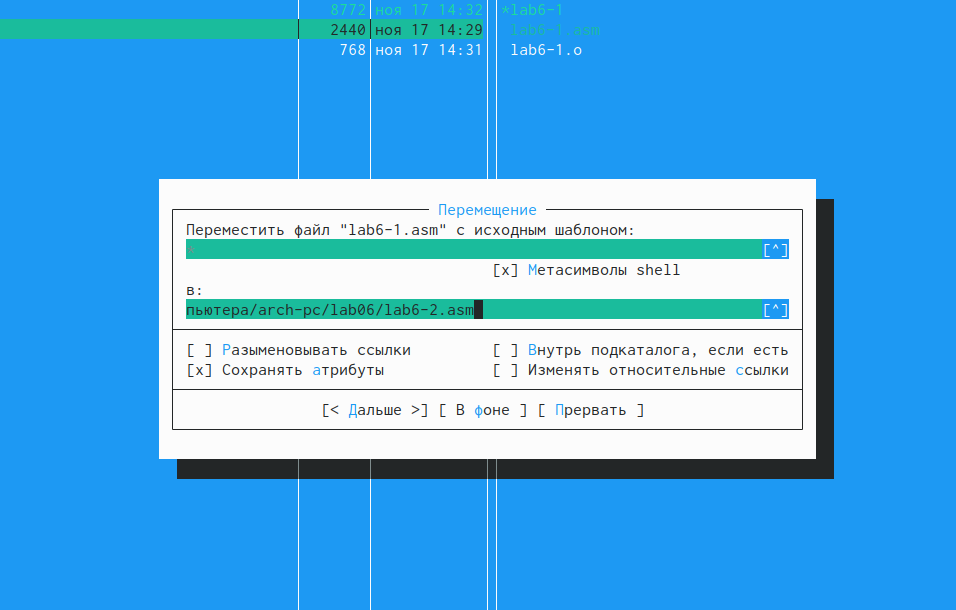 8772 ноя 17 14:32 *lab6-1
2440 ноя 17 14:29 lab6-1.asm
768 ноя 17 14:31 lab6-1.o
Перемещение
Переместить файл "lab6-1.asm" с исходным шаблоном:
* [^]
[x] Метасимволы shell
в:
пьютера/arch-pc/lab06/lab6-2.asm [^]
[ ] Разыменовывать ссылки [ ] Внутрь подкаталога, если есть
[x] Сохранять атрибуты [ ] Изменять относительные ссылки
[< Дальше >] [ В фоне ] [ Прервать ]